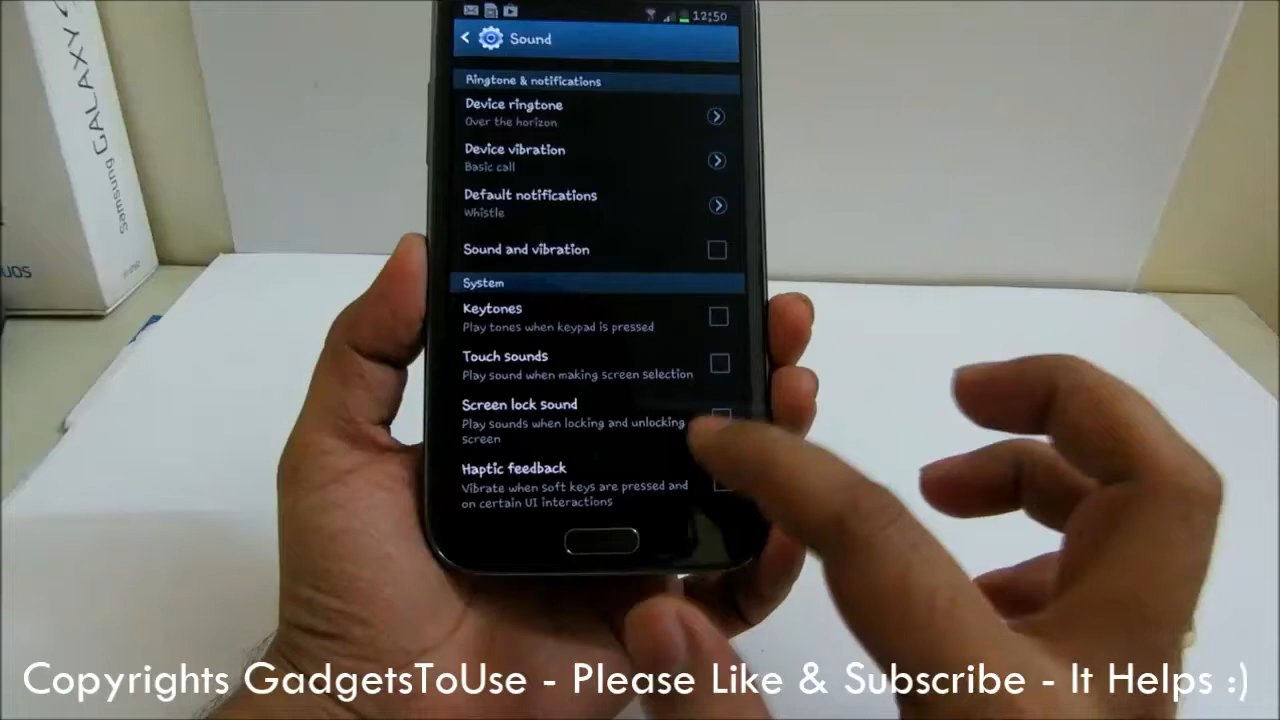 12:50
Sound
Ringtone & notifications
Device ringtone
Over the horizon
Device vibration
Basic call
Default notifications
Whistle
Sound and vibration
System
Keytones
Play tones when keypad is pressed
Touch sounds
Play sound when making screen selection
Screen lock sound
Play sounds when locking and unlocking
screen
Haptic feedback
Vibrate when soft keys are pressed and
on certain UI interactions
Samsung GALAXY S
UOS
Copyrights GadgetsToUse - Please Like & Subscribe - It Helps :)